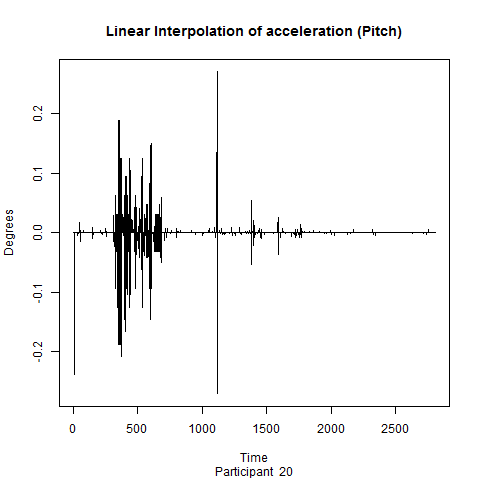 Linear Interpolation of acceleration (Pitch)
Degrees
0.2
0.1
0.0
-0.1
-0.2
0 500 1000 1500 2000 2500
Time
Participant 20